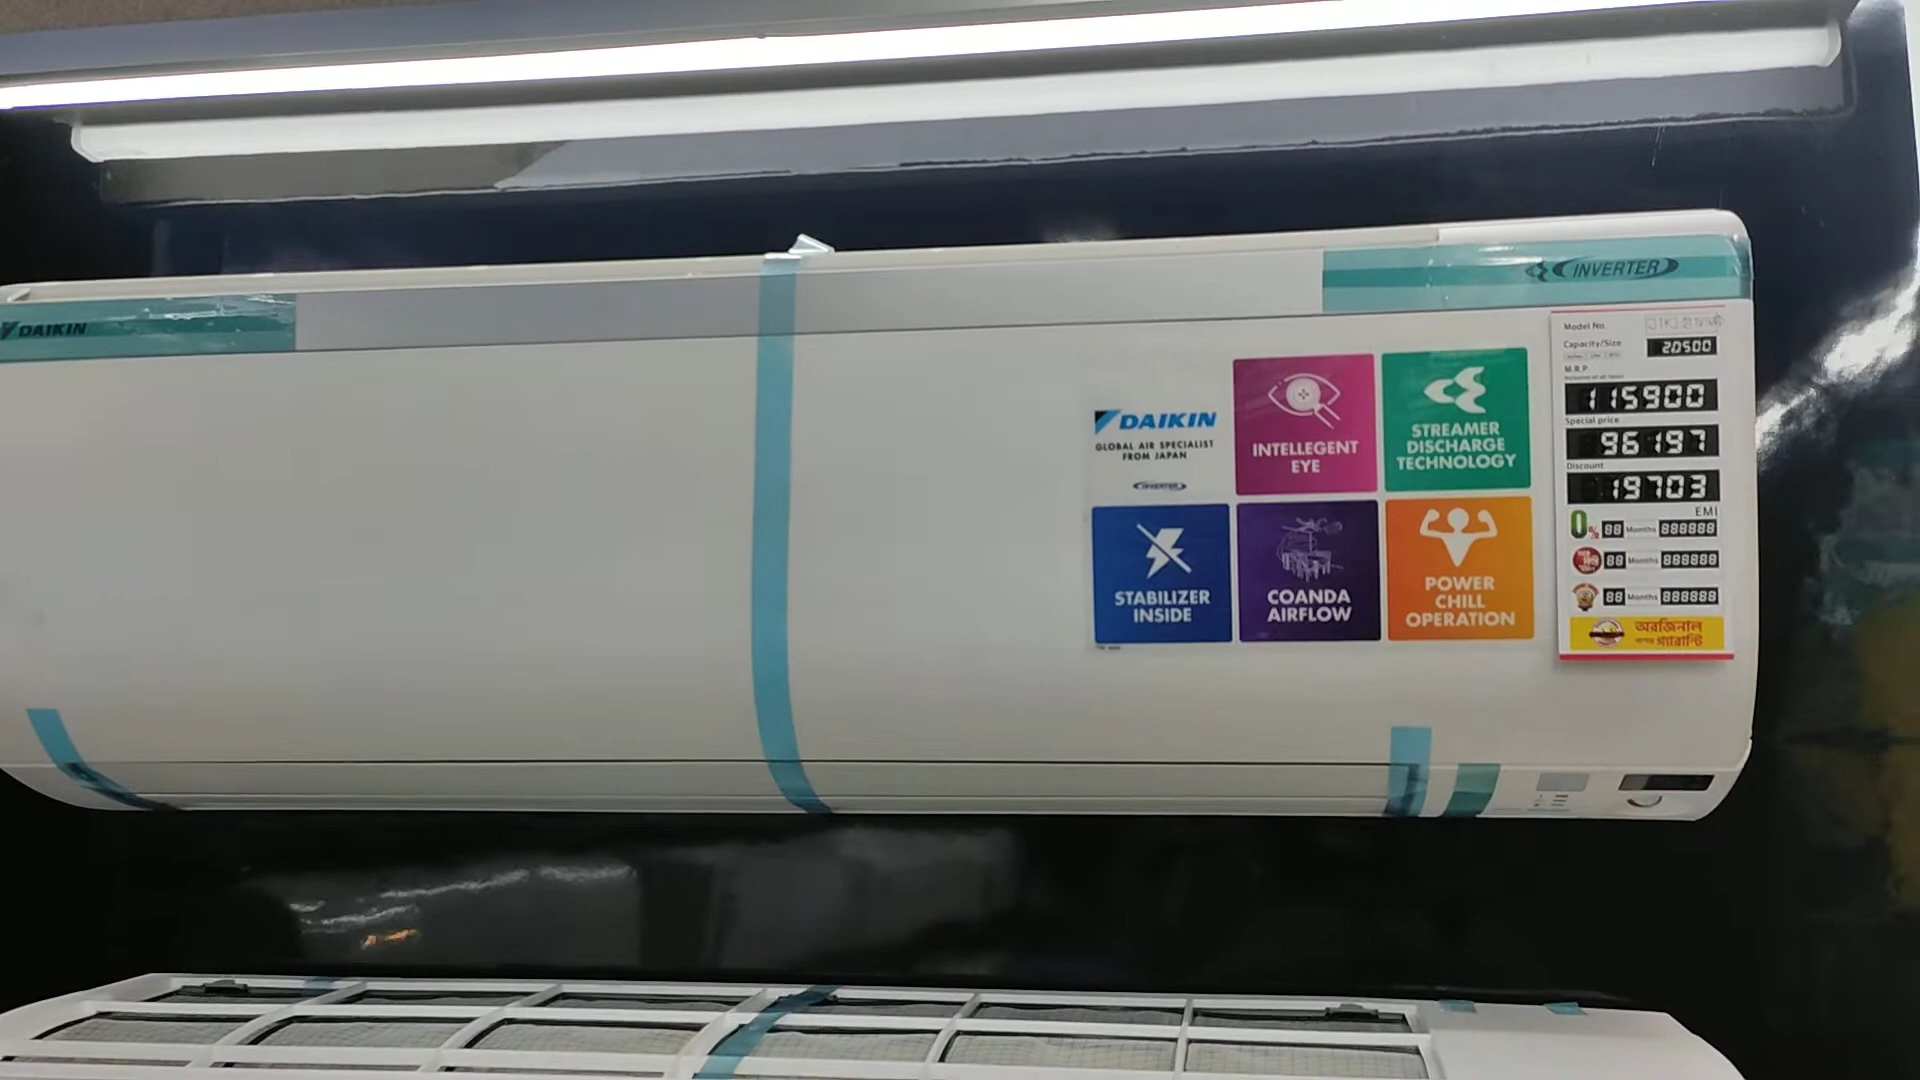 DAIKIN
INVERTER
DAIKIN
GLOBAL AIR SPECIALIST
FROM JAPAN
INVERTER
INTELLEGENT
EYE
STREAMER
DISCHARGE
TECHNOLOGY
STABILIZER
INSIDE
COANDA
AIRFLOW
POWER
CHILL
OPERATION
Model No.
Capacity/Size
20500
M.R.P
115900
Special price
96197
Discount
19703
EMI
0% 88 Months 888888
88 Months 888888
88 Months 888888
অরজিনাল
গ্যারান্টি